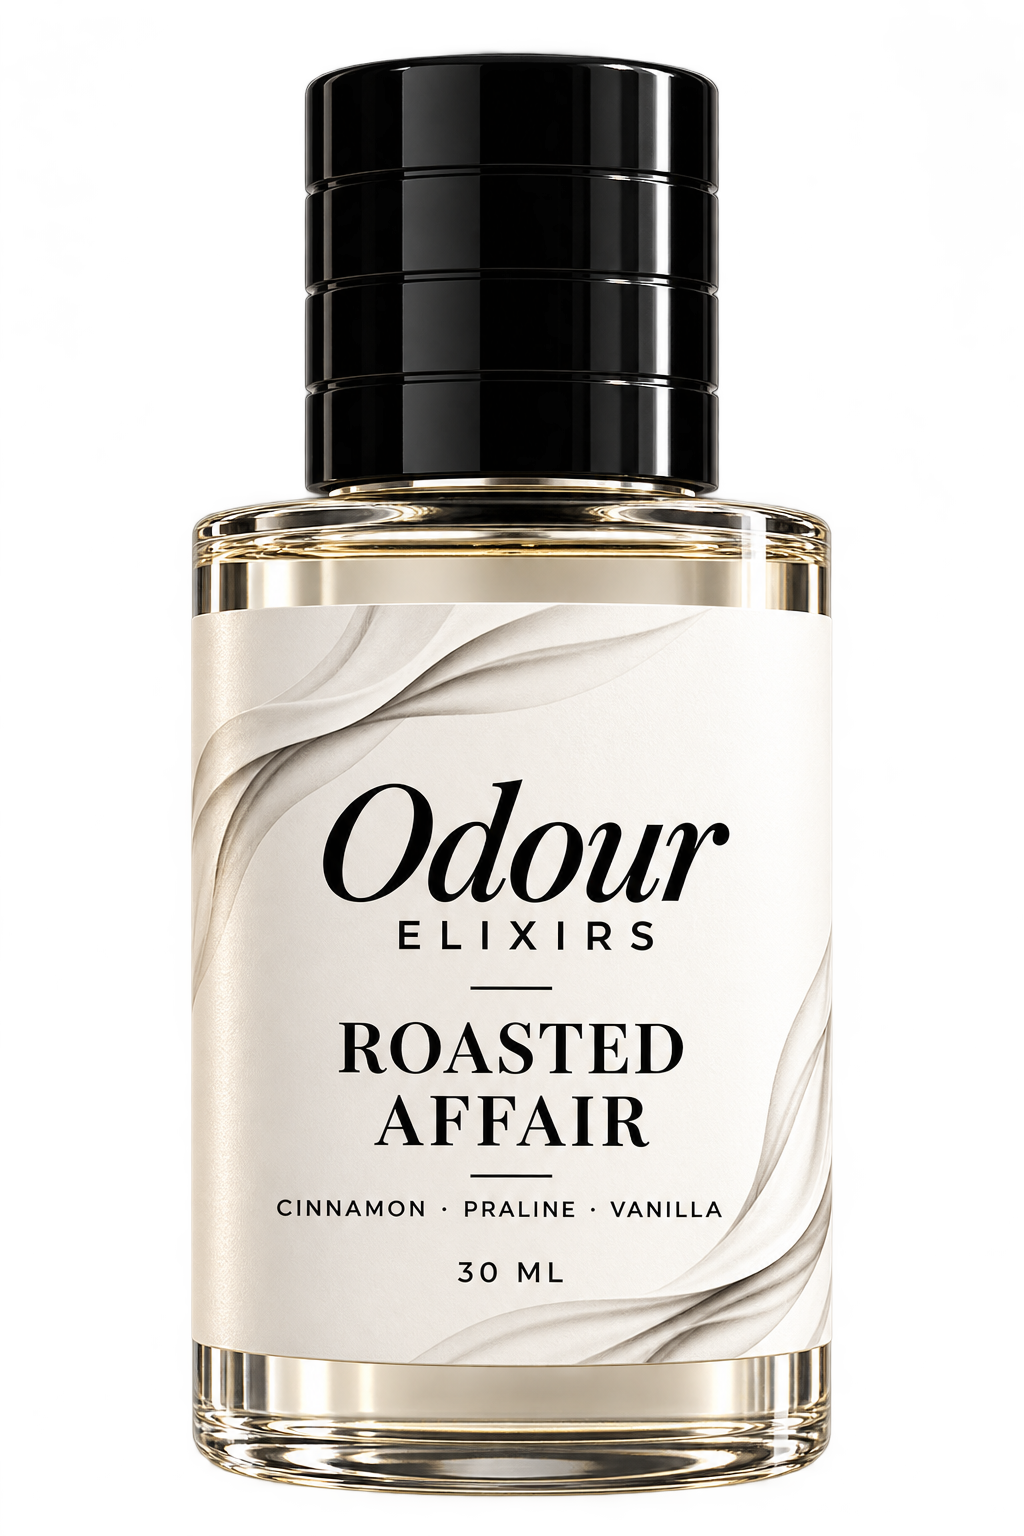 Odour
ELIXIRS
ROASTED
AFFAIR
CINNAMON · PRALINE · VANILLA
30 ML